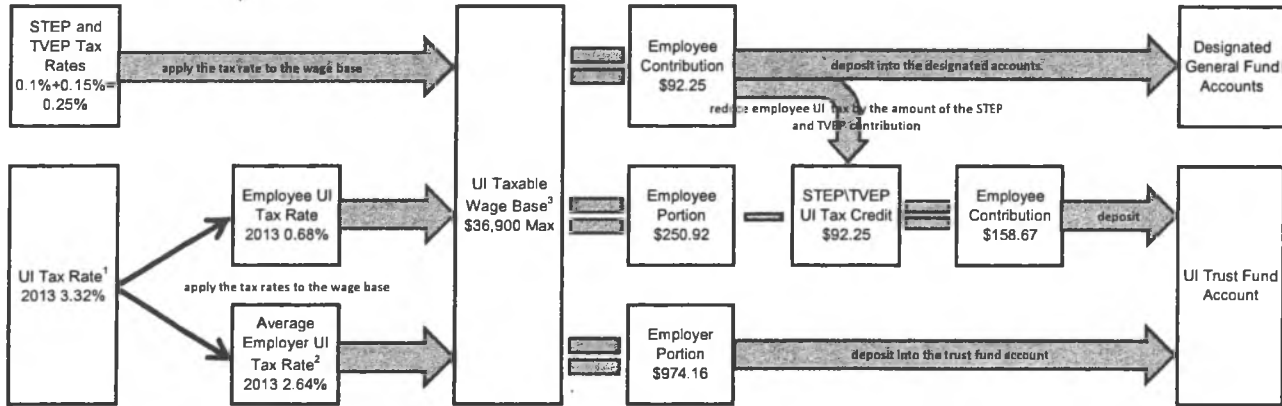 STEP and
TVEP Tax
Rates
0.1%+0.15%=
0.25%
apply the tax rate to the wage base
Employee
Contribution
$92.25
deposit into the designated accounts
Designated
General Fund
Accounts
reduce employee UI tax by the amount of the STEP
and TVEP contribution
UI Tax Rate¹
2013 3.32%
Employee UI
Tax Rate
2013 0.68%
apply the tax rates to the wage base
Average
Employer UI
Tax Rate²
2013 2.64%
UI Taxable
Wage Base³
$36,900 Max
Employee
Portion
$250.92
STEP\TVEP
UI Tax Credit
$92.25
Employee
Contribution
$158.67
deposit
Employer
Portion
$974.16
deposit into the trust fund account
UI Trust Fund
Account